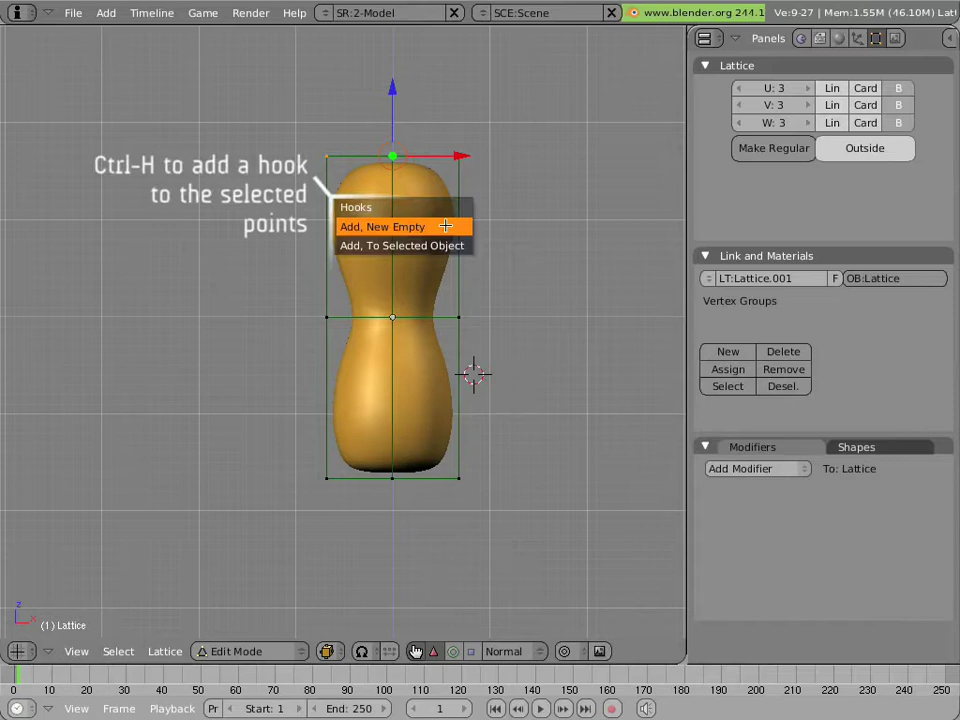 File Add Timeline Game Render Help SR:2-Model SCE:Scene www.blender.org 244.1 Ve:9-27 | Mem:1.55M (46.10M) Latt
Panels
Lattice
U: 3 Lin Card B
V: 3 Lin Card B
W: 3 Lin Card B
Make Regular Outside
Ctrl-H to add a hook
to the selected
points
Hooks
Add, New Empty
Add, To Selected Object
Link and Materials
LT:Lattice.001 F OB:Lattice
Vertex Groups
New Delete
Assign Remove
Select Desel.
Modifiers Shapes
Add Modifier To: Lattice
z
x
(1) Lattice
View Select Lattice Edit Mode Normal
0 10 20 30 40 50 60 70 80 90 100 110 120 130 140 150 160 170 180 190 200 210 220 230 240 250
View Frame Playback Pr Start: 1 End: 250 1